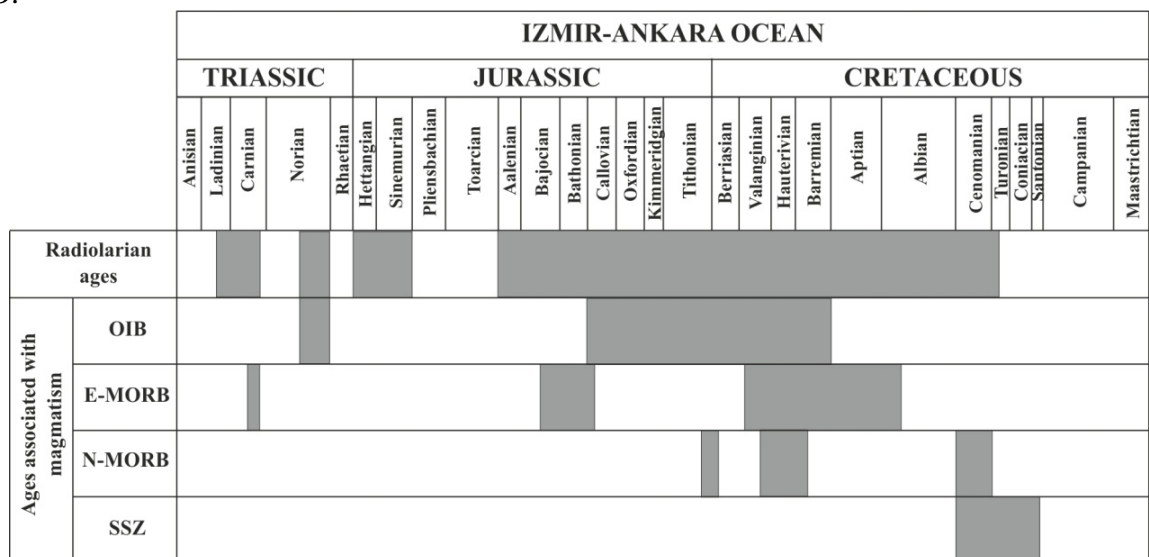 IZMIR-ANKARA OCEAN
TRIASSIC JURASSIC CRETACEOUS
Anisian Ladinian Carnian Norian Rhaetian Hettangian Sinemurian Pliensbachian Toarcian Aalenian Bajocian Bathonian Callovian Oxfordian Kimmeridgian Tithonian Berriasian Valanginian Hauterivian Barremian Aptian Albian Cenomanian Turonian Coniacian Santonian Campanian Maastrichtian
Radiolarian
ages
Ages associated with
magmatism
OIB
E-MORB
N-MORB
SSZ